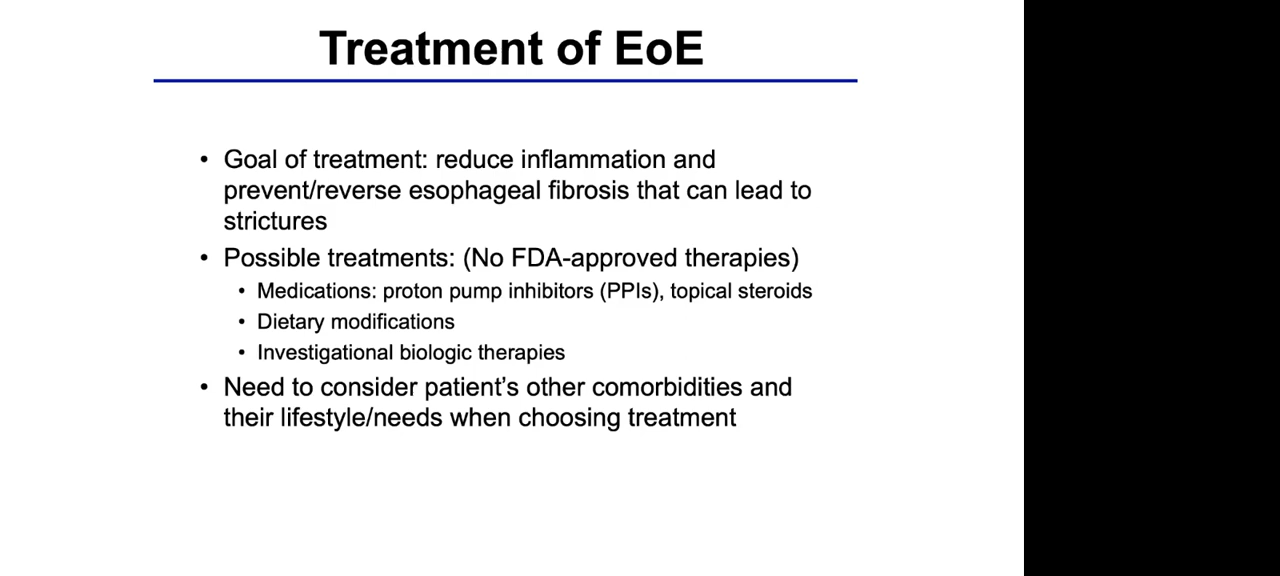 Treatment of EoE
• Goal of treatment: reduce inflammation and
prevent/reverse esophageal fibrosis that can lead to
strictures
• Possible treatments: (No FDA-approved therapies)
• Medications: proton pump inhibitors (PPIs), topical steroids
• Dietary modifications
• Investigational biologic therapies
• Need to consider patient’s other comorbidities and
their lifestyle/needs when choosing treatment